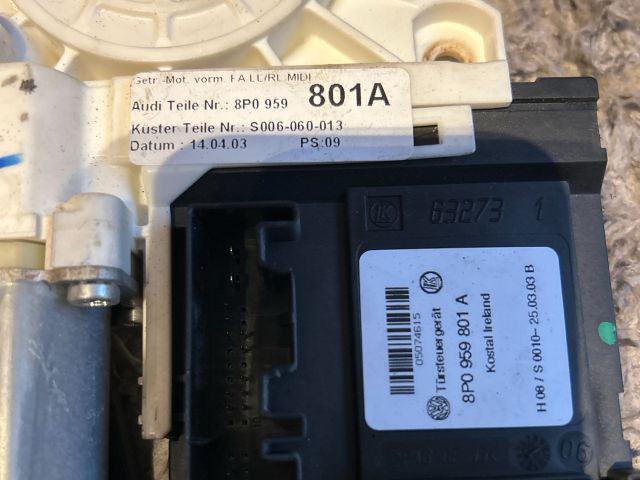 Getr.-Mot. vorm. FA LL/RL MIDI
Audi Teile Nr.: 8P0 959 801A
Küster Teile Nr.: S006-060-013
Datum : 14.04.03 PS:09
63273 1
05074615
Türsteuergerät
8P0 959 801 A
Kostal Ireland
H 08 / S 0010- 25.03.03 B
06